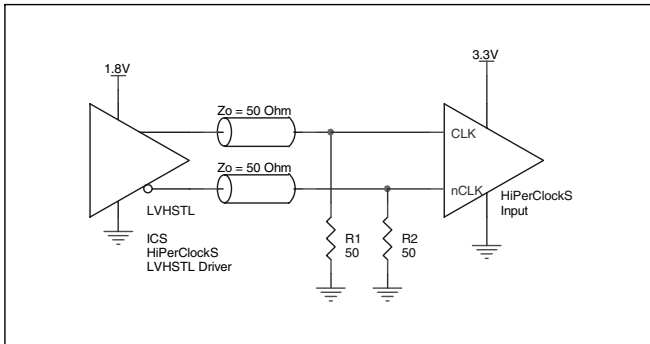 1.8V
3.3V
Zo = 50 Ohm
CLK
Zo = 50 Ohm
nCLK
HiPerClockS
Input
LVHSTL
ICS
HiPerClockS
LVHSTL Driver
R1
50
R2
50